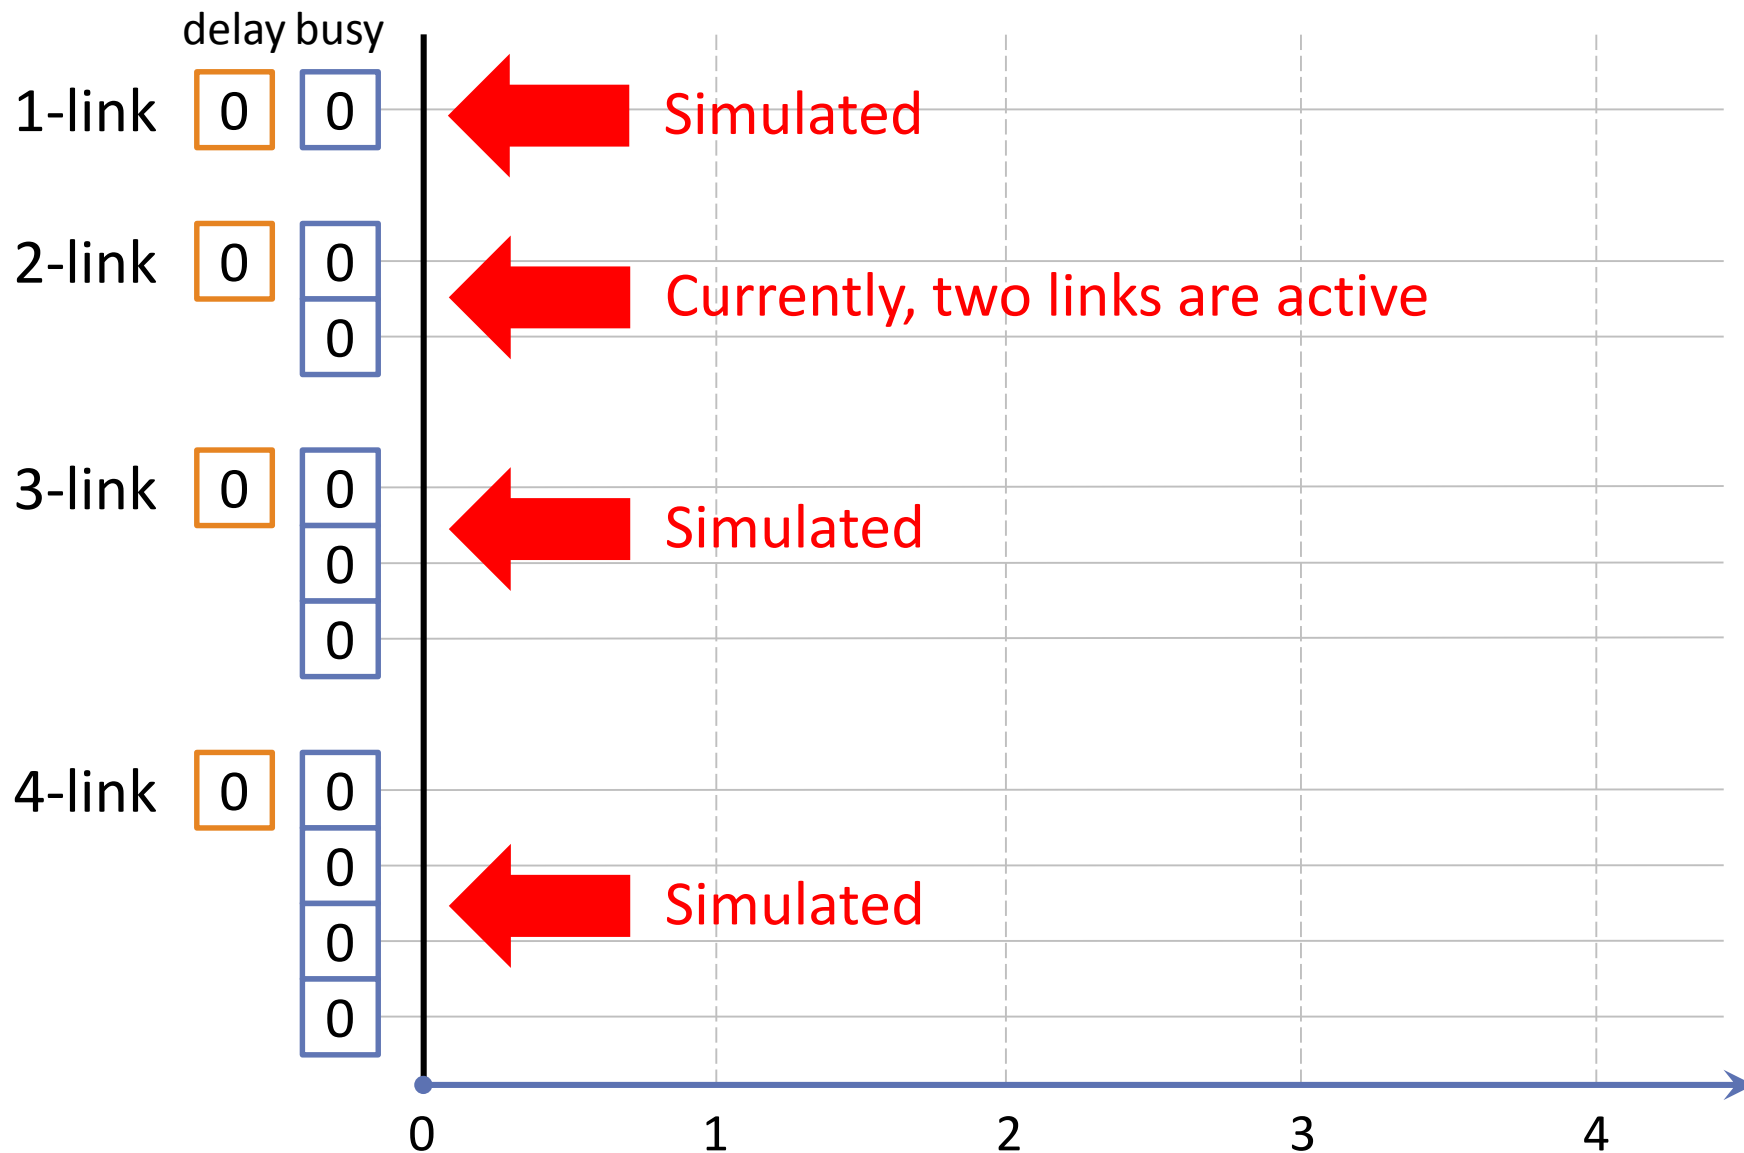 delay busy
1-link 0 0 Simulated
2-link 0 0
Currently, two links are active
0
3-link 0 0
Simulated
0
0
4-link 0 0
0
Simulated
0
0
0 1 2 3 4